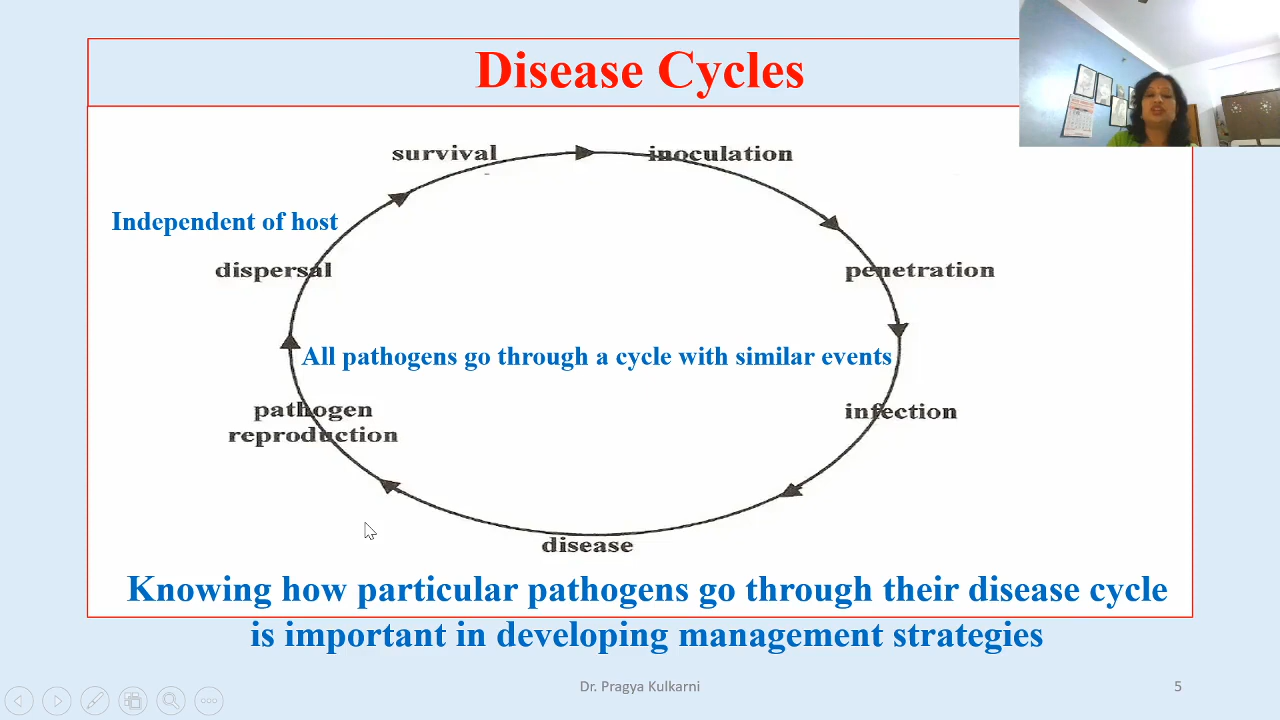 Disease Cycles
survival
inoculation
Independent of host
dispersal
penetration
All pathogens go through a cycle with similar events
pathogen
reproduction
infection
disease
Knowing how particular pathogens go through their disease cycle
is important in developing management strategies
Dr. Pragya Kulkarni
5